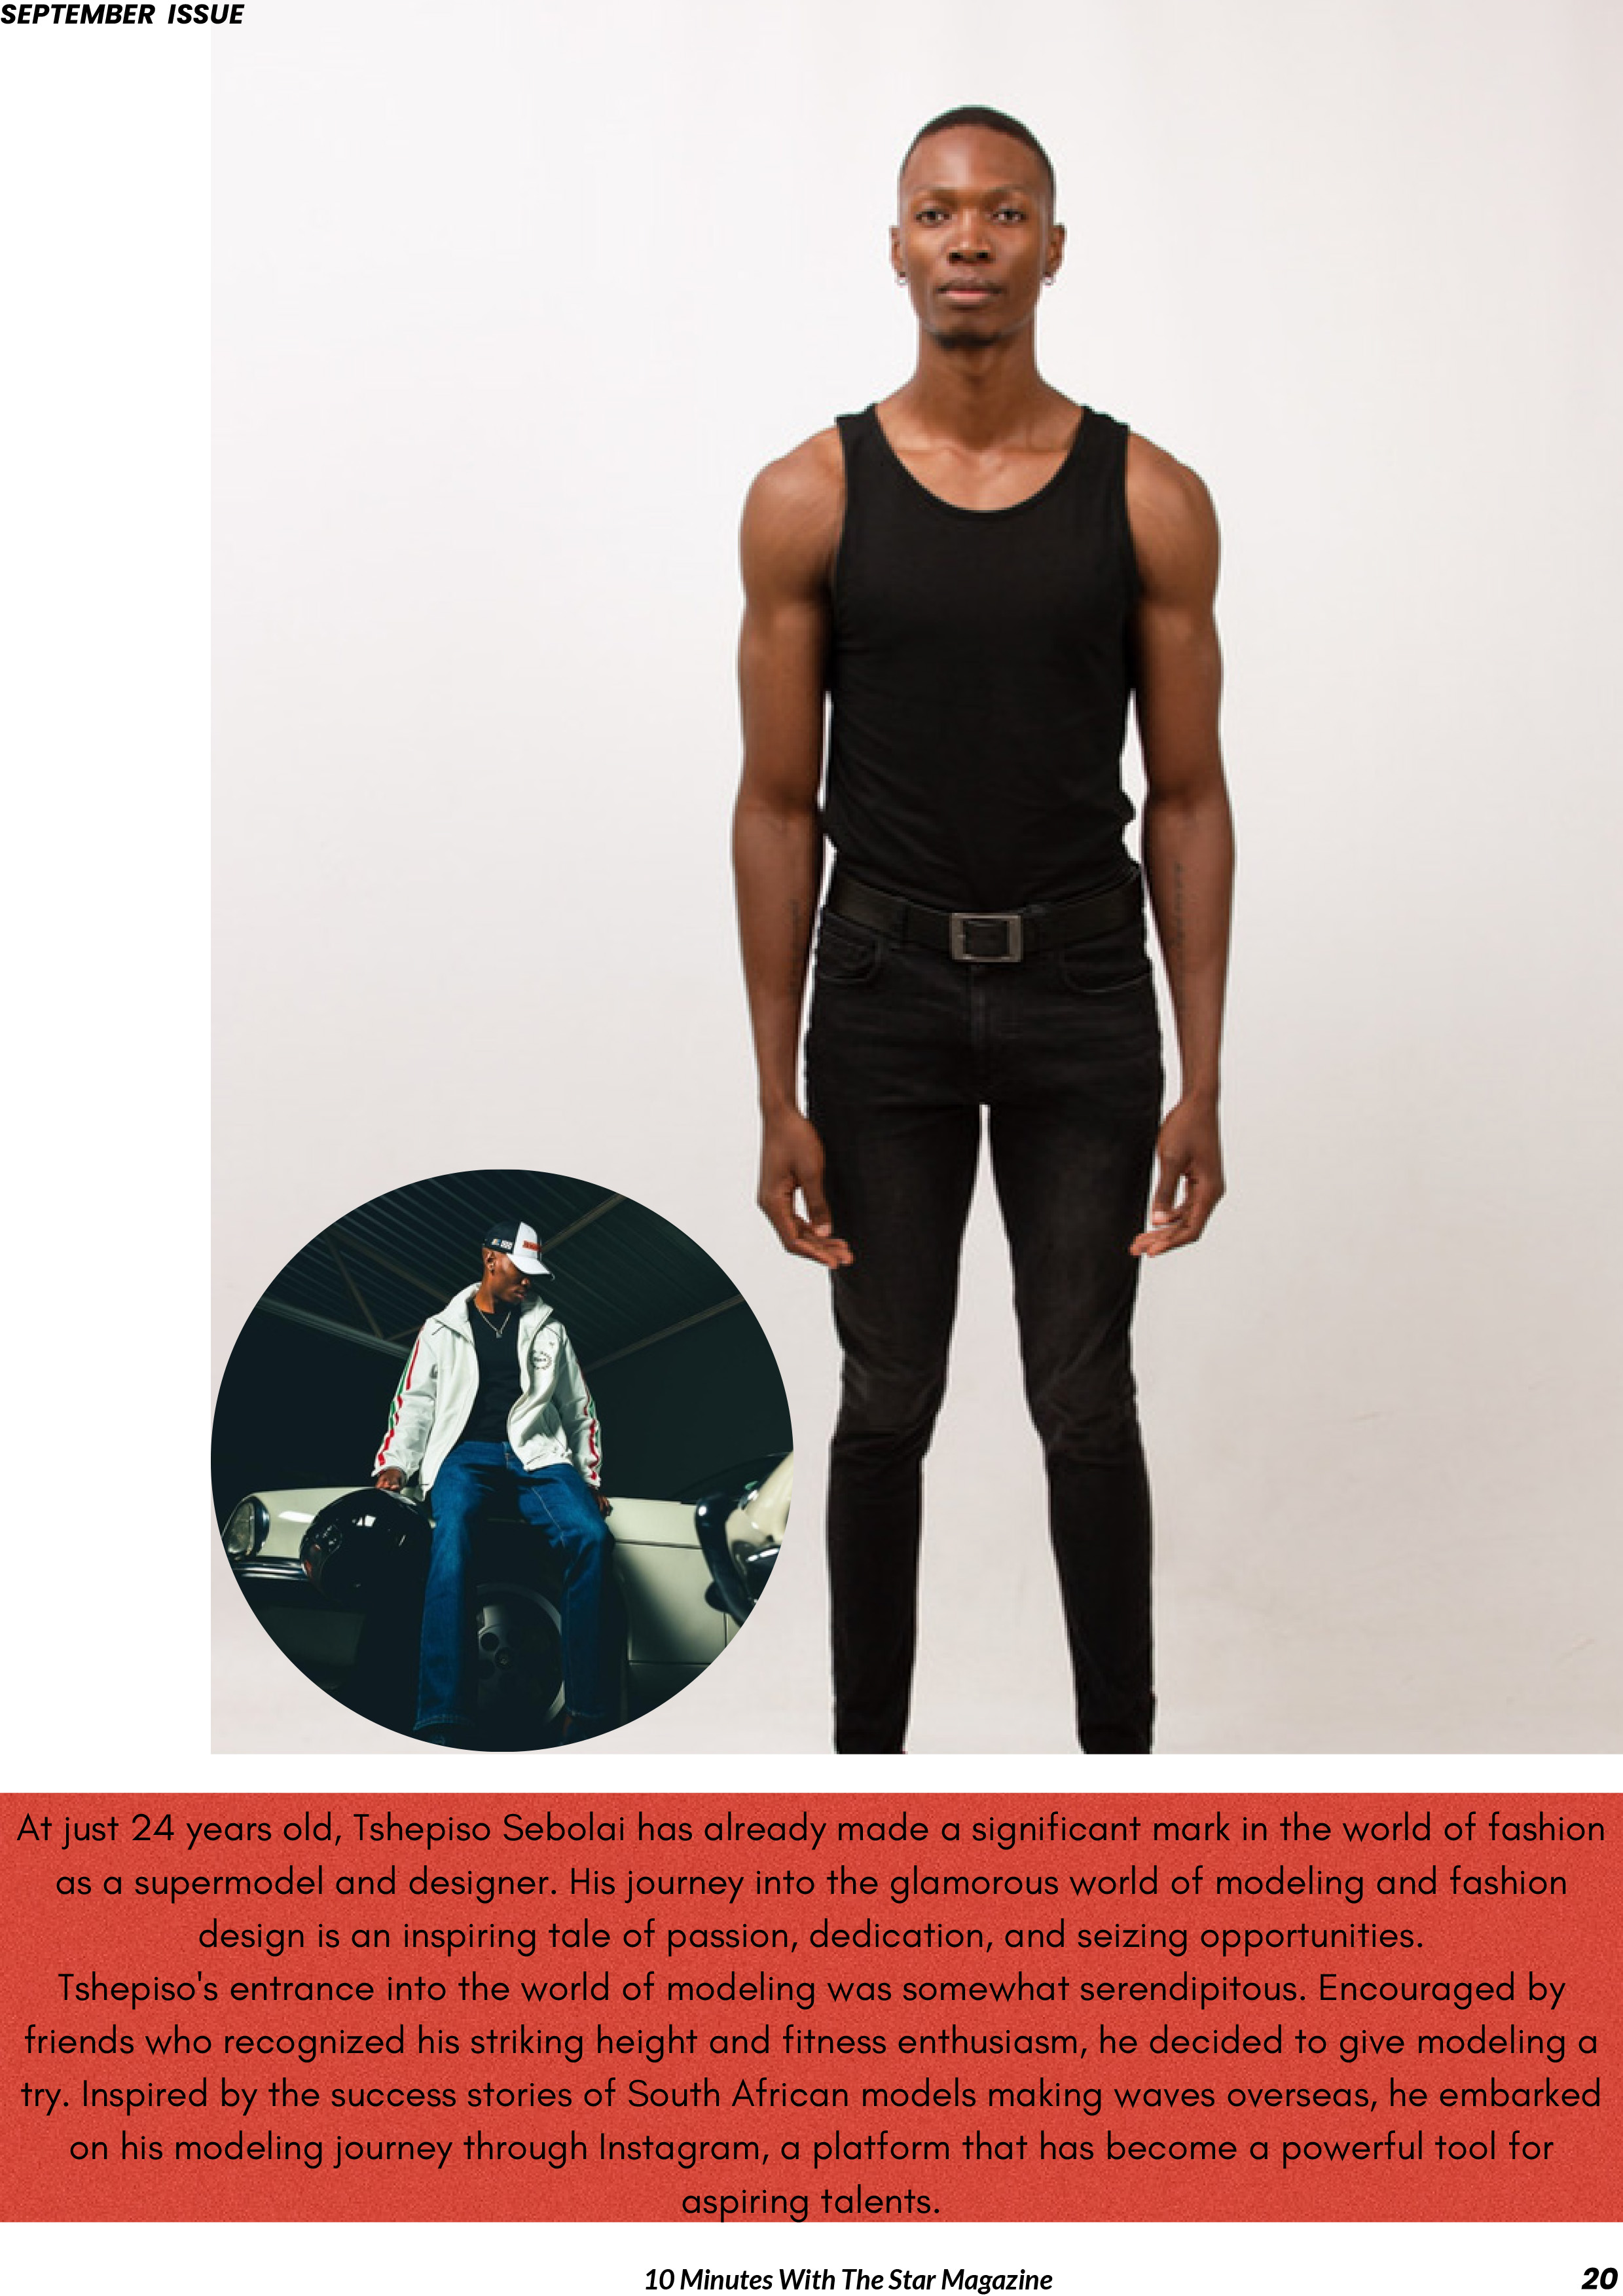 SEPTEMBER ISSUE
At just 24 years old, Tshepiso Sebolai has already made a significant mark in the world of fashion
as a supermodel and designer. His journey into the glamorous world of modeling and fashion
design is an inspiring tale of passion, dedication, and seizing opportunities.
Tshepiso's entrance into the world of modeling was somewhat serendipitous. Encouraged by
friends who recognized his striking height and fitness enthusiasm, he decided to give modeling a
try. Inspired by the success stories of South African models making waves overseas, he embarked
on his modeling journey through Instagram, a platform that has become a powerful tool for
aspiring talents.
10 Minutes With The Star Magazine
20